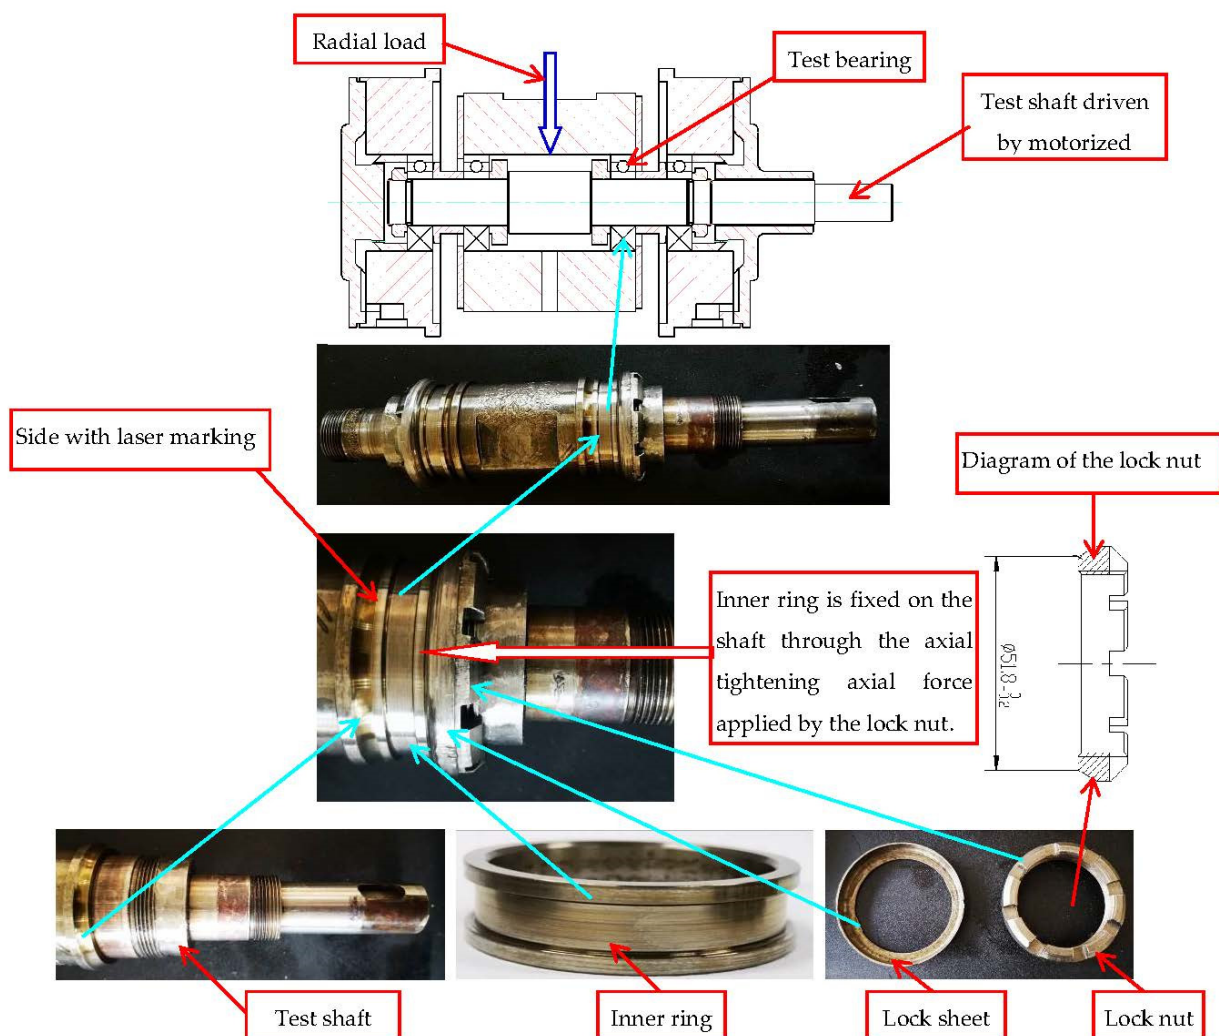 Radial load
Test bearing
Test shaft driven
by motorized
Side with laser marking
Diagram of the lock nut
Inner ring is fixed on the
shaft through the axial
tightening axial force
applied by the lock nut.
Ø51.8
Test shaft
Inner ring
Lock sheet
Lock nut